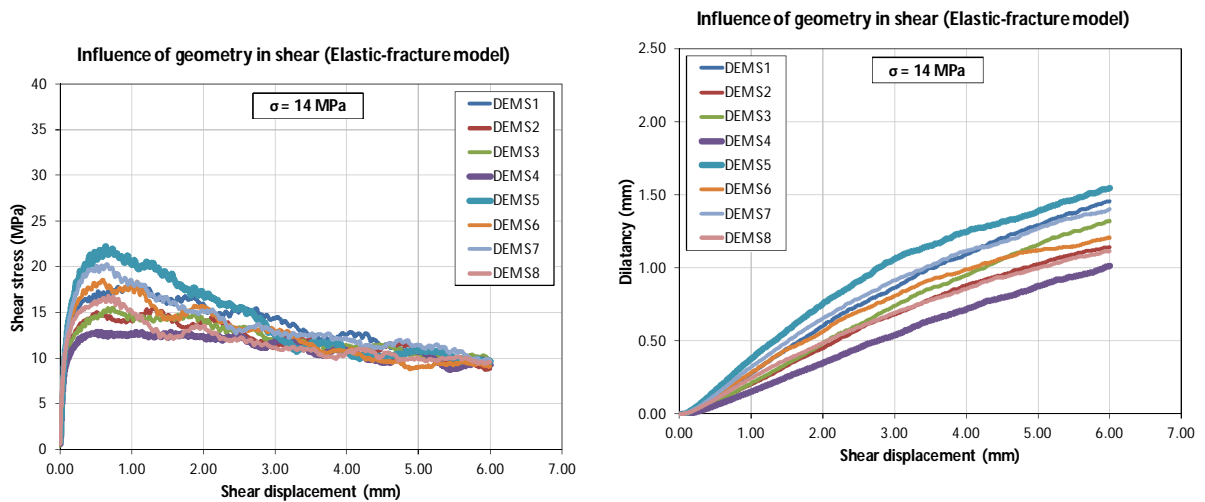 Influence of geometry in shear (Elastic-fracture model)
σ = 14 MPa
DEMS1
DEMS2
DEMS3
DEMS4
DEMS5
DEMS6
DEMS7
DEMS8
40
35
30
25
20
15
10
5
0
Shear stress (MPa)
0.00 1.00 2.00 3.00 4.00 5.00 6.00 7.00
Shear displacement (mm)
Influence of geometry in shear (Elastic-fracture model)
σ = 14 MPa
DEMS1
DEMS2
DEMS3
DEMS4
DEMS5
DEMS6
DEMS7
DEMS8
2.50
2.00
1.50
1.00
0.50
0.00
Dilatancy (mm)
0.00 1.00 2.00 3.00 4.00 5.00 6.00 7.00
Shear displacement (mm)